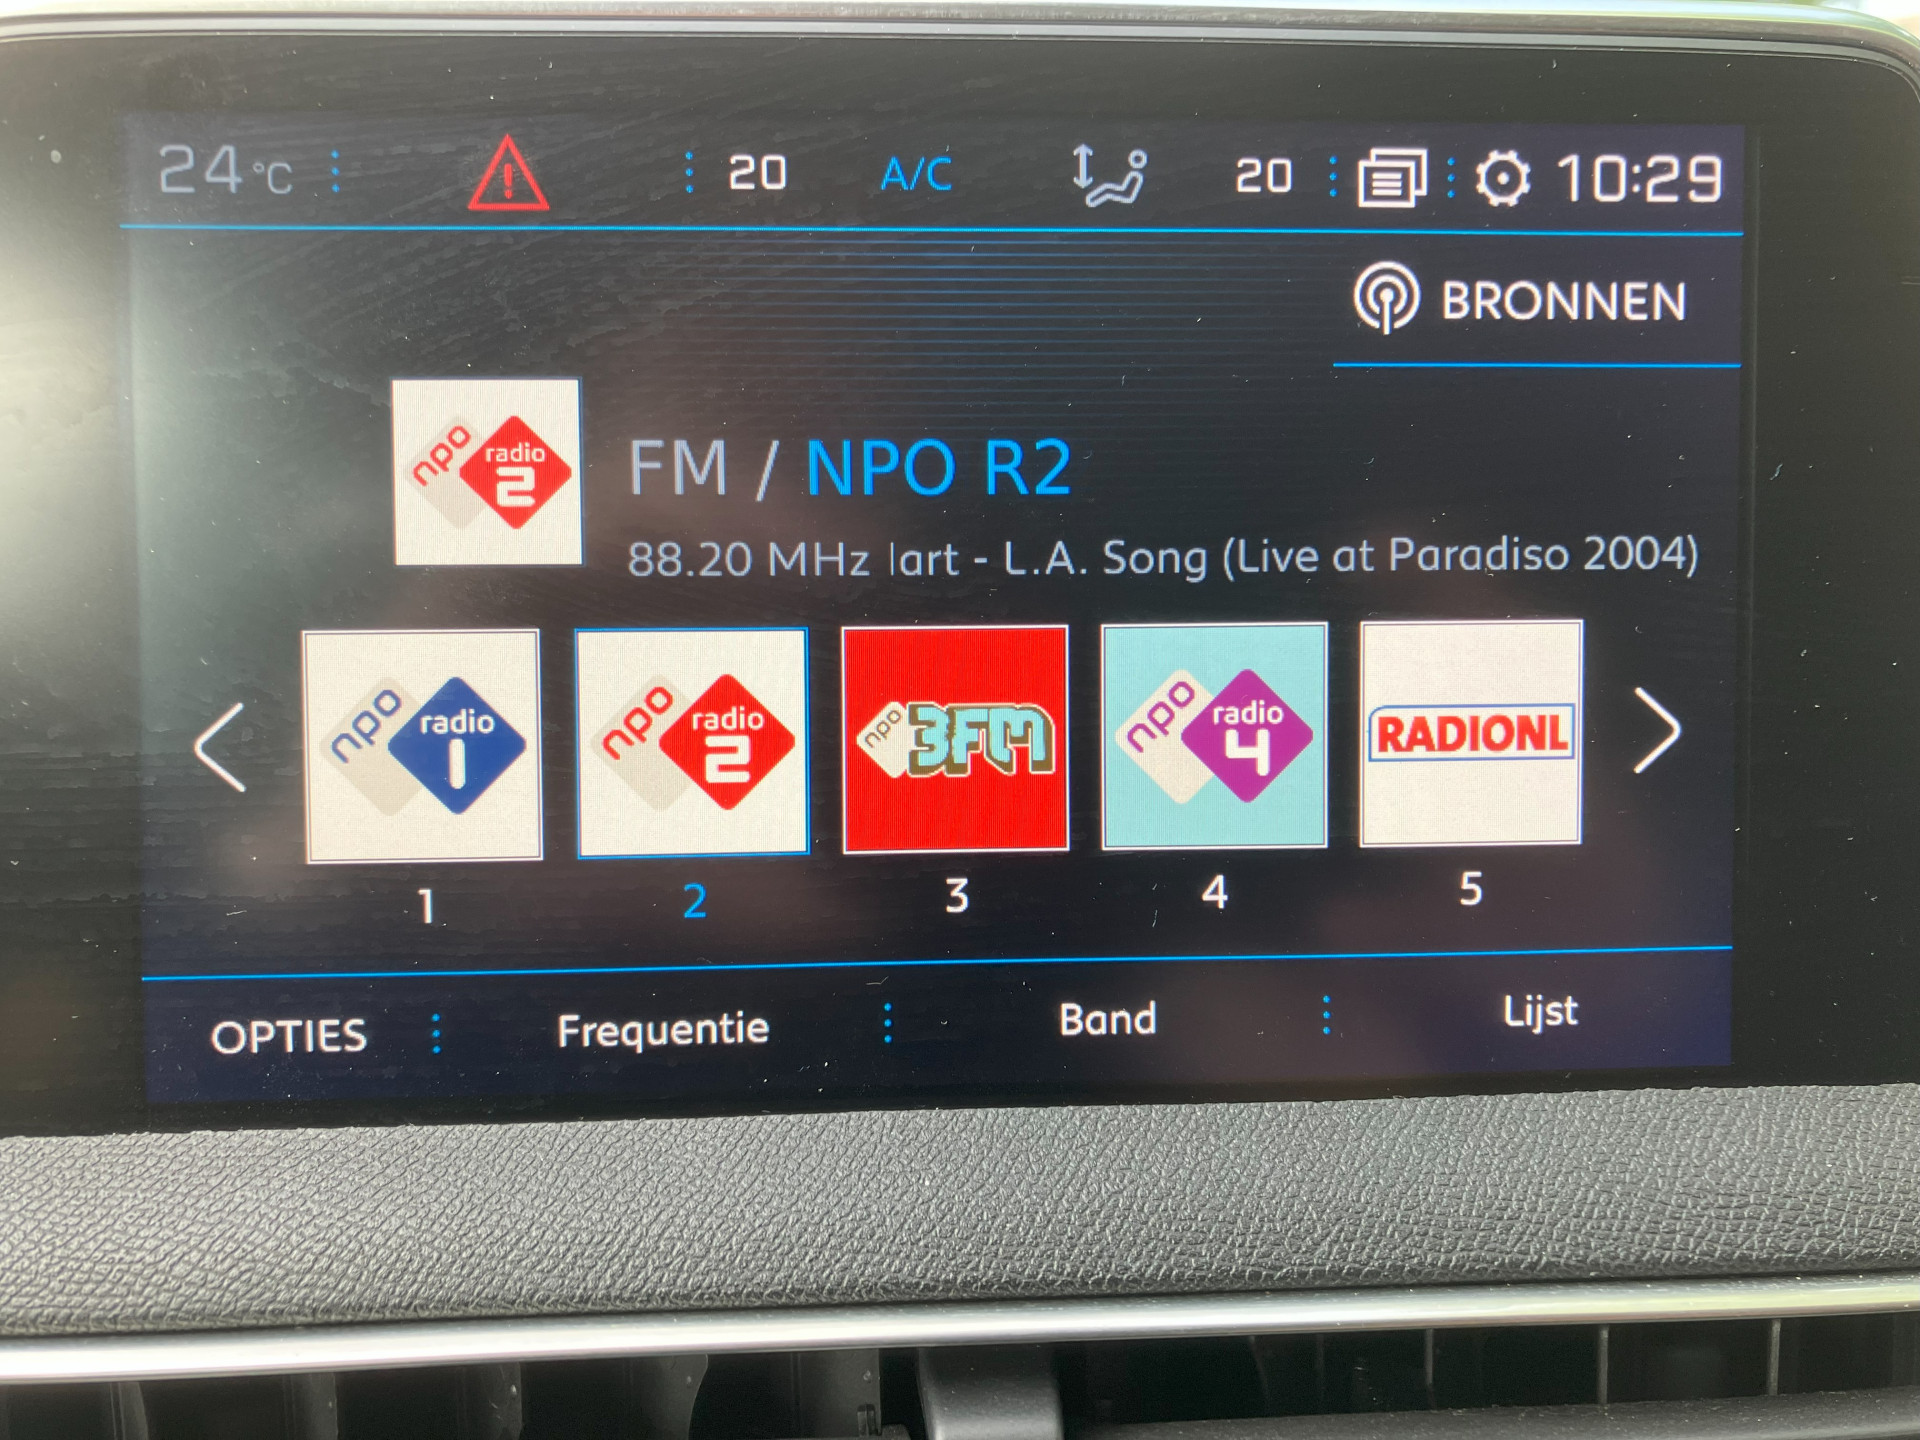 24 °C 20 A/C 20 10:29
BRONNEN
npo radio 2
FM / NPO R2
88.20 MHz lart - L.A. Song (Live at Paradiso 2004)
npo radio 1
npo radio 2
npo 3FM
npo radio 4
RADIONL
1 2 3 4 5
OPTIES Frequentie Band Lijst